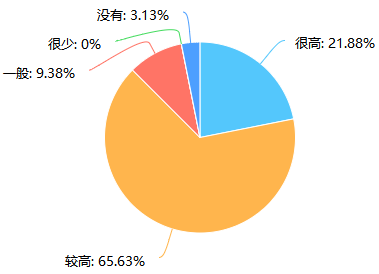 没有: 3.13%
很少: 0%
很高: 21.88%
一般: 9.38%
较高: 65.63%